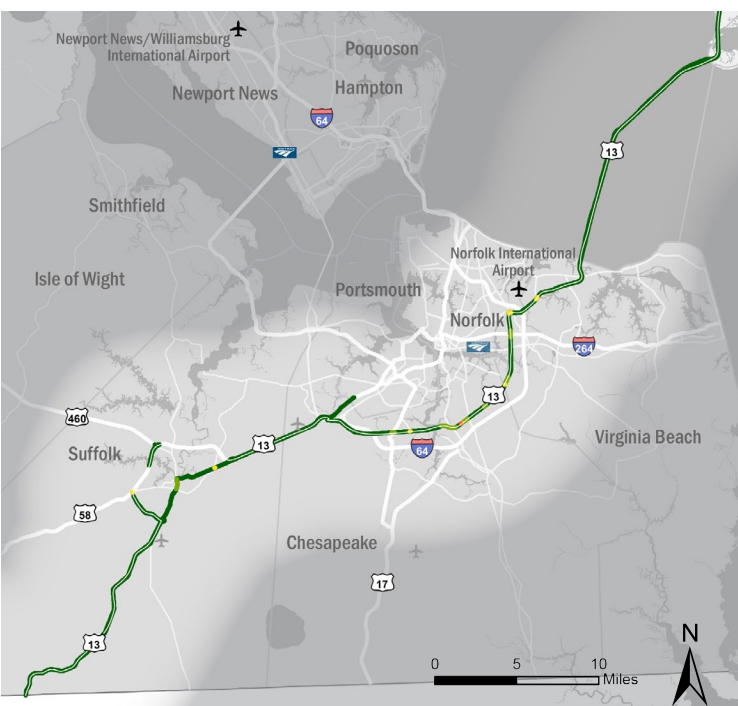 Newport News/Williamsburg
International Airport
Poquoson
Newport News
Hampton
64
13
Smithfield
Norfolk International
Airport
Isle of Wight
Portsmouth
Norfolk
264
13
460
13
Virginia Beach
64
Suffolk
58
Chesapeake
17
13
N
0 5 10
Miles